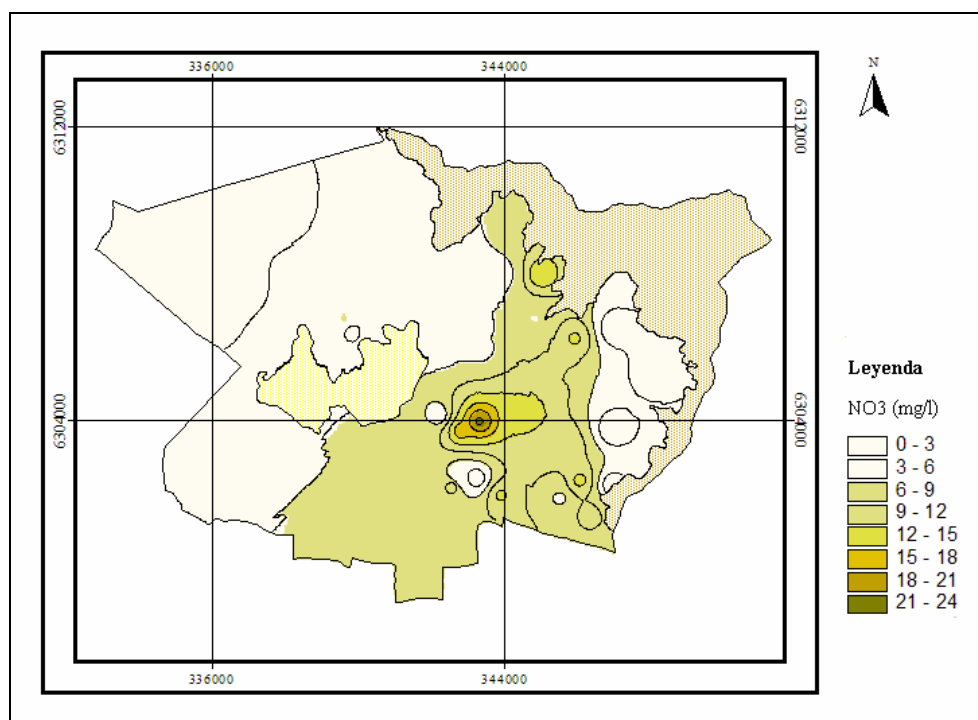 336000 344000
N
6312000 6312000
6304000 6304000
336000 344000
Leyenda
NO3 (mg/l)
0 - 3
3 - 6
6 - 9
9 - 12
12 - 15
15 - 18
18 - 21
21 - 24